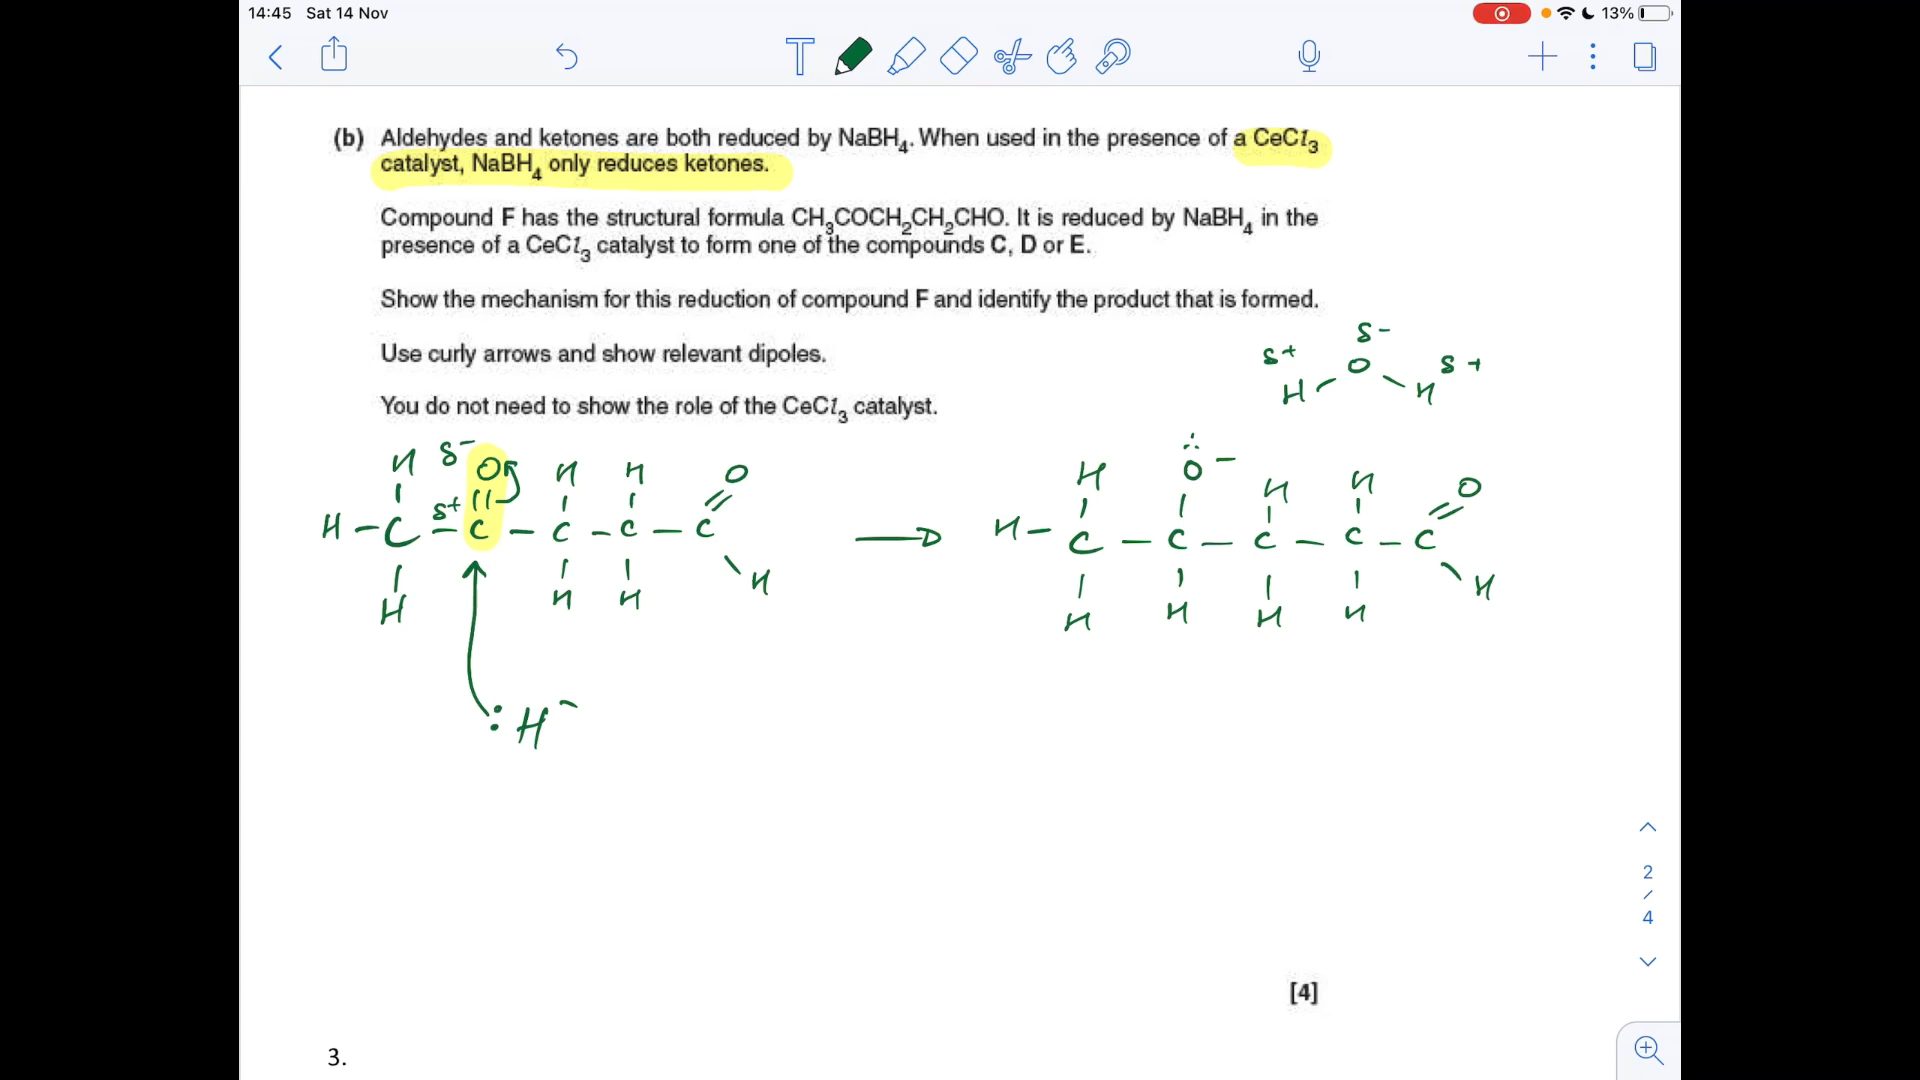 14:45 Sat 14 Nov
13%
T
(b) Aldehydes and ketones are both reduced by NaBH4. When used in the presence of a CeCl3
catalyst, NaBH4 only reduces ketones.
Compound F has the structural formula CH3COCH2CH2CHO. It is reduced by NaBH4 in the
presence of a CeCl3 catalyst to form one of the compounds C, D or E.
Show the mechanism for this reduction of compound F and identify the product that is formed.
Use curly arrows and show relevant dipoles.
You do not need to show the role of the CeCl3 catalyst.
δ-
δ+ O δ+
H H
H δ- O H H O
δ+
H-C-C-C-C-C
H H H H
:H-
H O- H H O
H-C-C-C-C-C
H H H H H
2
/
4
[4]
3.